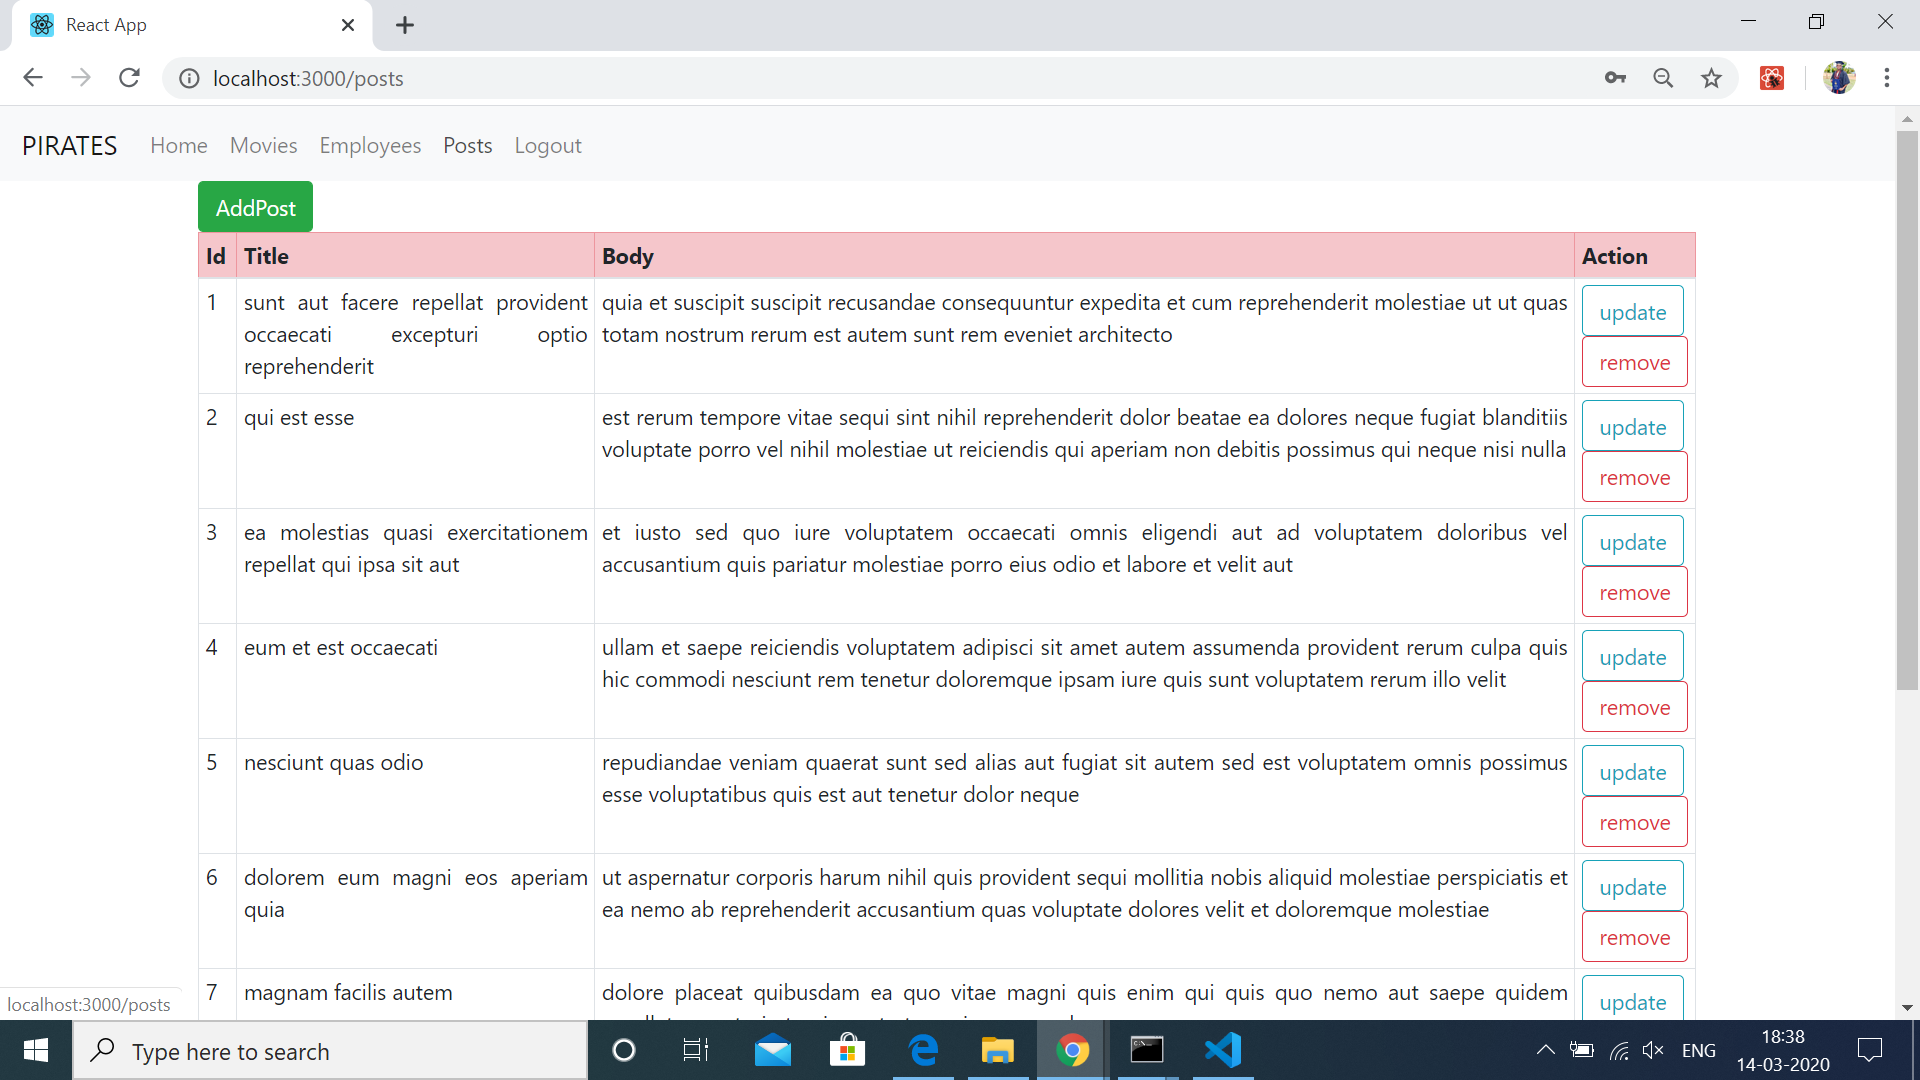 React App
localhost:3000/posts
PIRATES Home Movies Employees Posts Logout
AddPost
Id Title Body Action
1 sunt aut facere repellat provident quia et suscipit suscipit recusandae consequuntur expedita et cum reprehenderit molestiae ut ut quas update
occaecati excepturi optio totam nostrum rerum est autem sunt rem eveniet architecto
reprehenderit remove
2 qui est esse est rerum tempore vitae sequi sint nihil reprehenderit dolor beatae ea dolores neque fugiat blanditiis update
voluptate porro vel nihil molestiae ut reiciendis qui aperiam non debitis possimus qui neque nisi nulla
remove
3 ea molestias quasi exercitationem et iusto sed quo iure voluptatem occaecati omnis eligendi aut ad voluptatem doloribus vel update
repellat qui ipsa sit aut accusantium quis pariatur molestiae porro eius odio et labore et velit aut
remove
4 eum et est occaecati ullam et saepe reiciendis voluptatem adipisci sit amet autem assumenda provident rerum culpa quis update
hic commodi nesciunt rem tenetur doloremque ipsam iure quis sunt voluptatem rerum illo velit
remove
5 nesciunt quas odio repudiandae veniam quaerat sunt sed alias aut fugiat sit autem sed est voluptatem omnis possimus update
esse voluptatibus quis est aut tenetur dolor neque
remove
6 dolorem eum magni eos aperiam ut aspernatur corporis harum nihil quis provident sequi mollitia nobis aliquid molestiae perspiciatis et update
quia ea nemo ab reprehenderit accusantium quas voluptate dolores velit et doloremque molestiae
remove
7 magnam facilis autem dolore placeat quibusdam ea quo vitae magni quis enim qui quis quo nemo aut saepe quidem update
localhost:3000/posts
Type here to search
ENG
18:38
14-03-2020